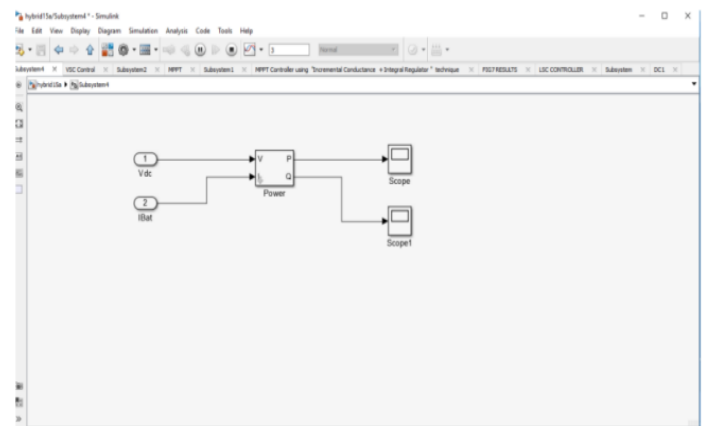 hybrid15a/Subsystem4 * - Simulink
File Edit View Display Diagram Simulation Analysis Code Tools Help
3 Normal
Subsystem4 VSC Control Subsystem2 MPPT Subsystem1 MPPT Controller using "Incremental Conductance + Integral Regulator" technique FIG7 RESULTS LSC CONTROLLER Subsystem DC1
hybrid15a Subsystem4
1
Vdc
V P
I Q
Power
Scope
2
IBat
Scope1